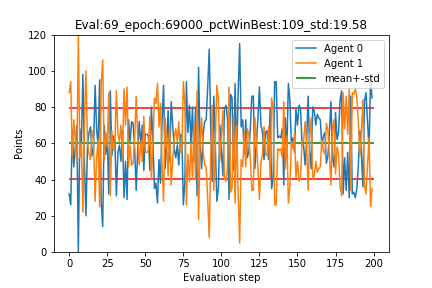 Eval:69_epoch:69000_pctWinBest:109_std:19.58
Points
120
100
80
60
40
20
0
Agent 0
Agent 1
mean+-std
0
25
50
75
100
125
150
175
200
Evaluation step